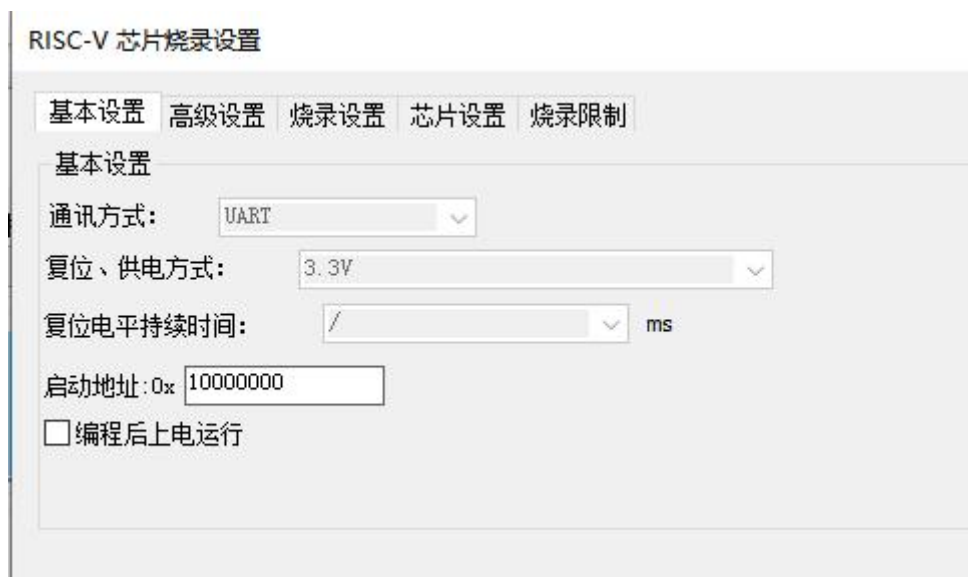 RISC-V 芯片烧录设置
基本设置 高级设置 烧录设置 芯片设置 烧录限制
基本设置
通讯方式: UART
复位、供电方式: 3.3V
复位电平持续时间: / ms
启动地址:0x 10000000
编程后上电运行